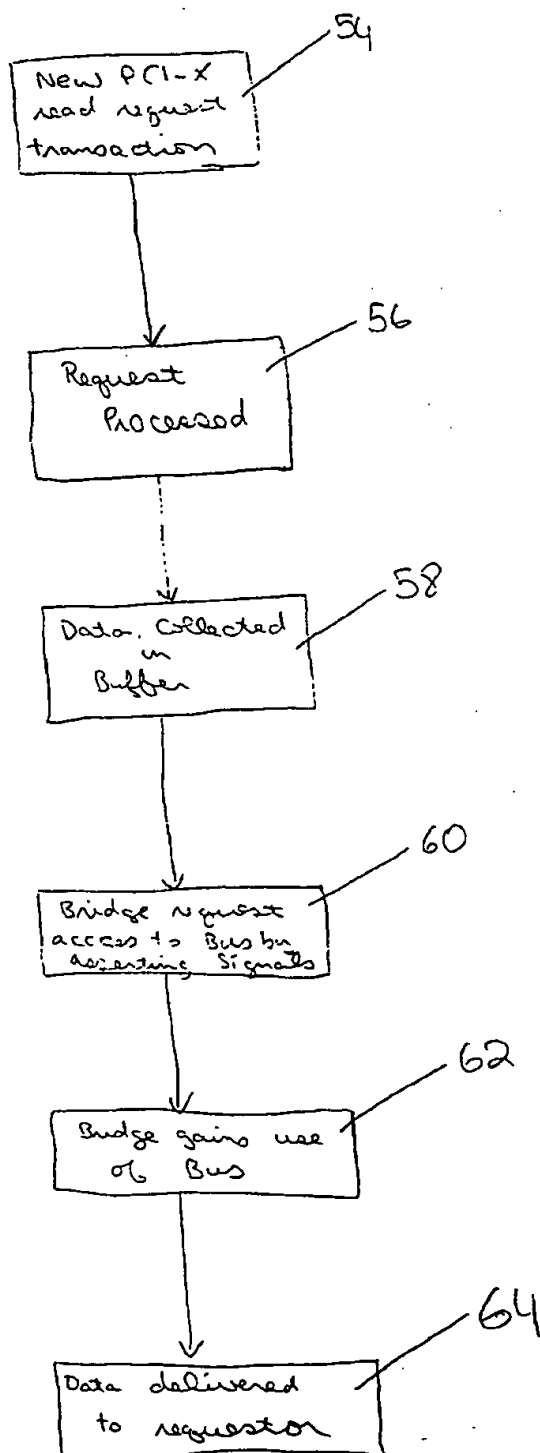 54
New PCI-X
read request
transaction
56
Request
Processed
58
Data Collected
in
Buffer
60
Bridge request
access to Bus by
asserting Signals
62
Bridge gains use
of Bus
64
Data delivered
to requestor